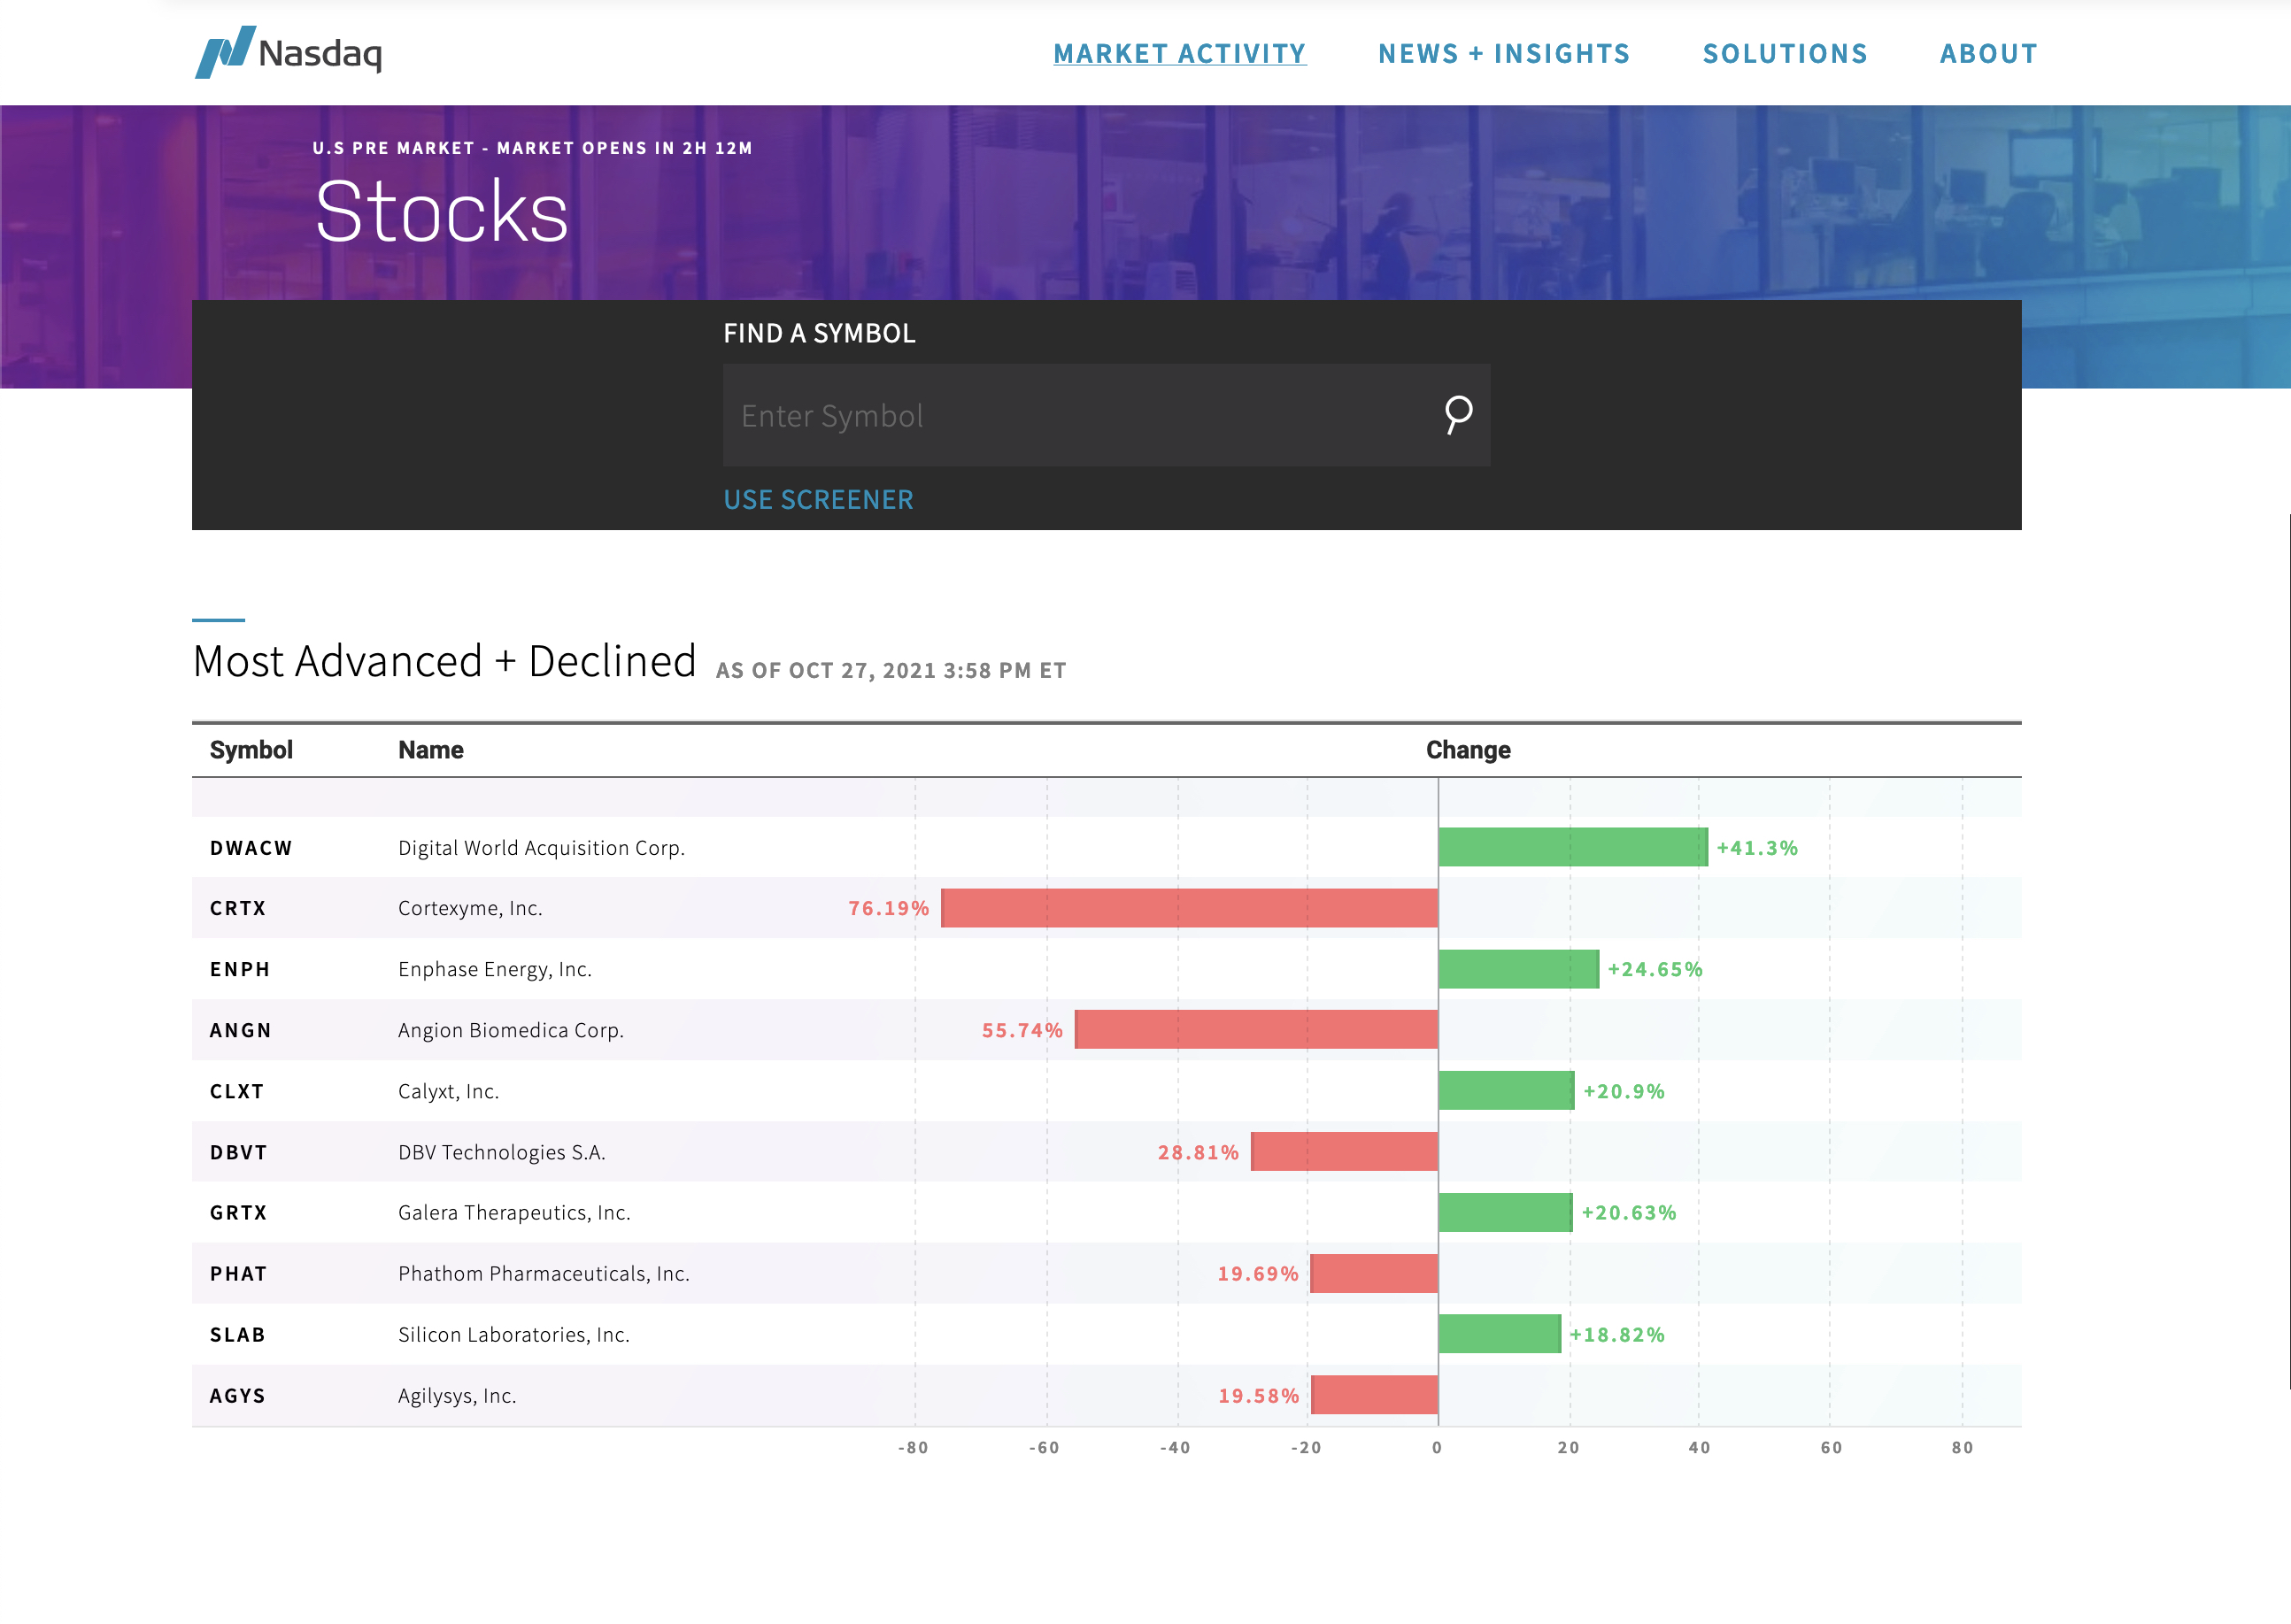 Nasdaq
MARKET ACTIVITY NEWS + INSIGHTS SOLUTIONS ABOUT
U.S PRE MARKET - MARKET OPENS IN 2H 12M
Stocks
FIND A SYMBOL
Enter Symbol
USE SCREENER
Most Advanced + Declined AS OF OCT 27, 2021 3:58 PM ET
Symbol Name Change
DWACW Digital World Acquisition Corp. +41.3%
CRTX Cortexyme, Inc. 76.19%
ENPH Enphase Energy, Inc. +24.65%
ANGN Angion Biomedica Corp. 55.74%
CLXT Calyxt, Inc. +20.9%
DBVT DBV Technologies S.A. 28.81%
GRTX Galera Therapeutics, Inc. +20.63%
PHAT Phathom Pharmaceuticals, Inc. 19.69%
SLAB Silicon Laboratories, Inc. +18.82%
AGYS Agilysys, Inc. 19.58%
-80 -60 -40 -20 0 20 40 60 80